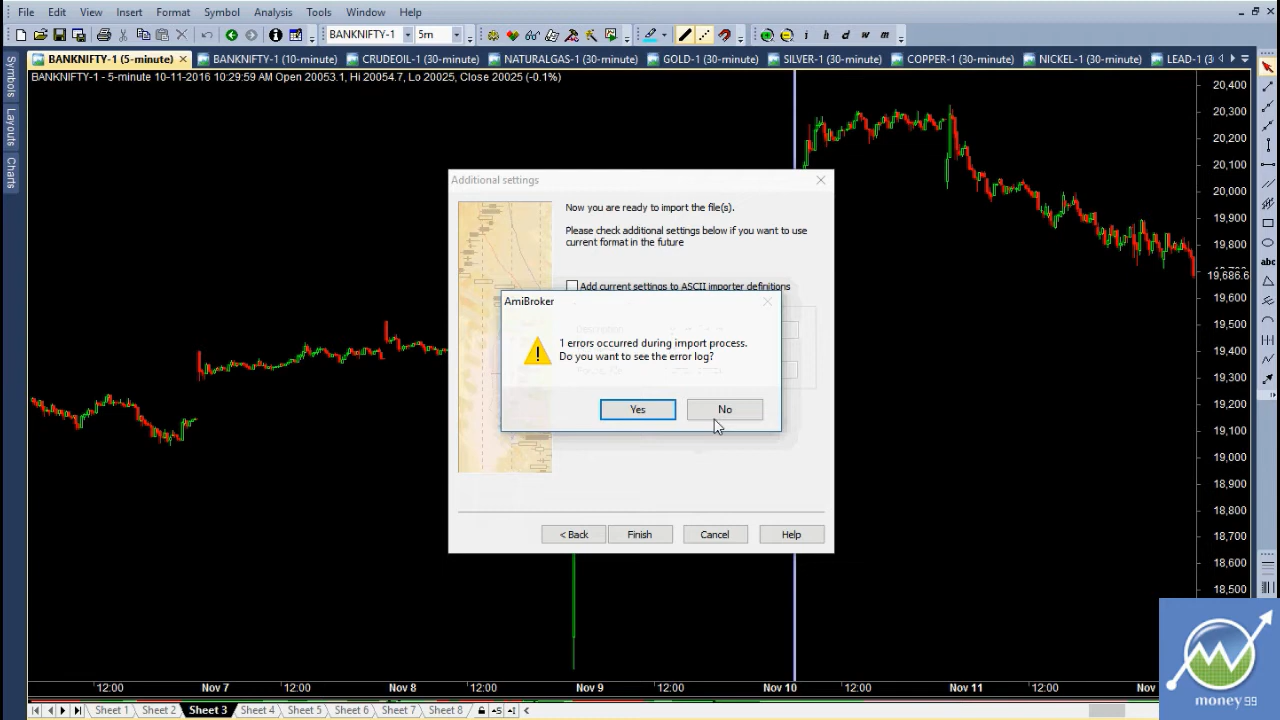 File Edit View Insert Format Symbol Analysis Tools Window Help
BANKNIFTY-1 5m i h d w m
BANKNIFTY-1 (5-minute) BANKNIFTY-1 (10-minute) CRUDEOIL-1 (30-minute) NATURALGAS-1 (30-minute) GOLD-1 (30-minute) SILVER-1 (30-minute) COPPER-1 (30-minute) NICKEL-1 (30-minute) LEAD-1 (30
BANKNIFTY-1 - 5-minute 10-11-2016 10:29:59 AM Open 20053.1, Hi 20054.7, Lo 20025, Close 20025 (-0.1%)
Symbols
Layouts
Charts
20,400
20,300
20,200
20,100
20,000
19,900
19,800
19,686.6
19,600
19,500
19,400
19,300
19,200
19,100
19,000
18,900
18,800
18,700
18,600
18,500
abc
Additional settings
Now you are ready to import the file(s).
Please check additional settings below if you want to use
current format in the future
Add current settings to ASCII importer definitions
Description
AmiBroker
1 errors occurred during import process.
Do you want to see the error log?
Yes No
< Back Finish Cancel Help
12:00 Nov 7 12:00 Nov 8 12:00 Nov 9 12:00 Nov 10 12:00 Nov 11 12:00 Nov
Sheet 1 Sheet 2 Sheet 3 Sheet 4 Sheet 5 Sheet 6 Sheet 7 Sheet 8
money 99